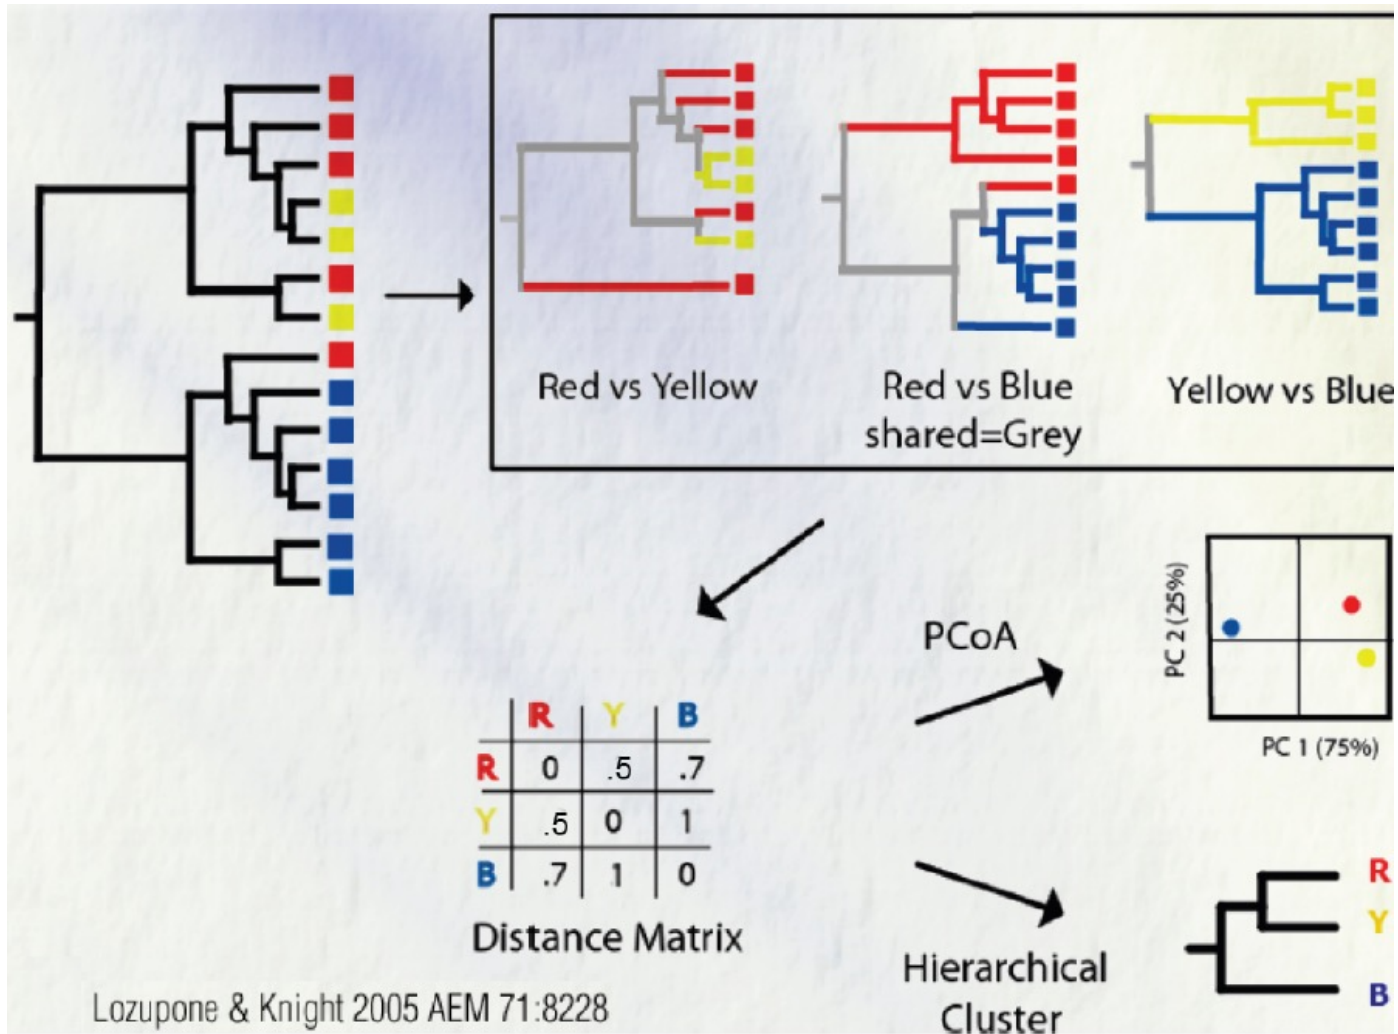 Red vs Yellow
Red vs Blue
shared=Grey
Yellow vs Blue
PCoA
PC 2 (25%)
PC 1 (75%)
R Y B
R 0 .5 .7
Y .5 0 1
B .7 1 0
Distance Matrix
Hierarchical
Cluster
R
Y
B
Lozupone & Knight 2005 AEM 71:8228